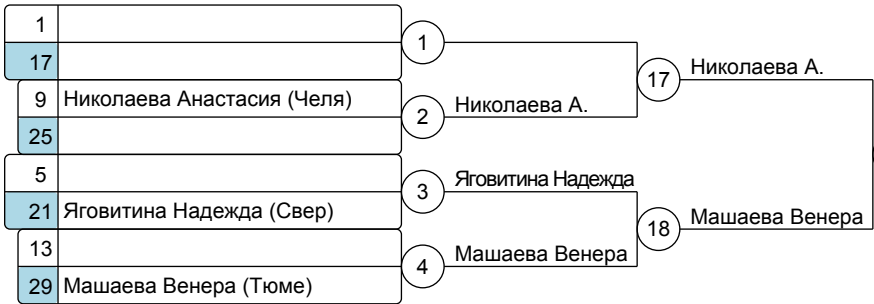 1
1
17
17
Николаева А.
9 Николаева Анастасия (Челя)
2
Николаева А.
25
5
3
Яговитина Надежда
21 Яговитина Надежда (Свер)
18
Машаева Венера
13
4
Машаева Венера
29 Машаева Венера (Тюме)